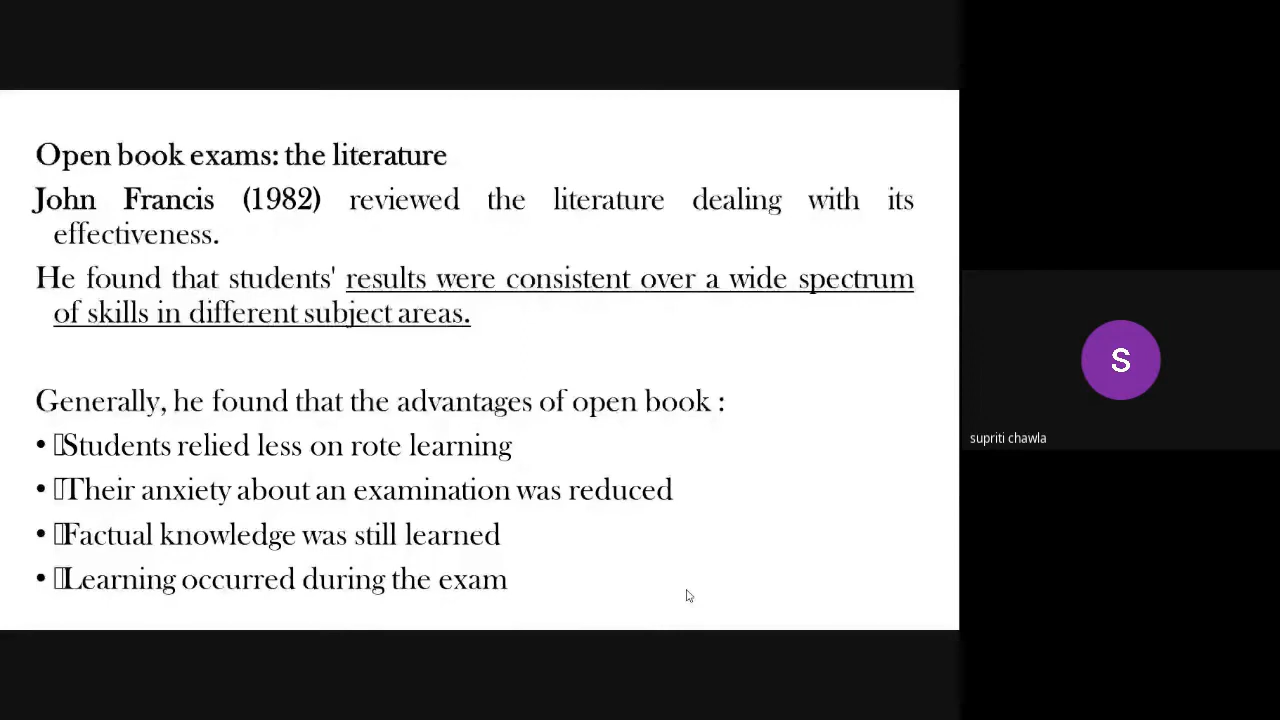 Open book exams: the literature
John Francis (1982) reviewed the literature dealing with its
effectiveness.
He found that students' results were consistent over a wide spectrum
of skills in different subject areas.
Generally, he found that the advantages of open book :
• Students relied less on rote learning
• Their anxiety about an examination was reduced
• Factual knowledge was still learned
• Learning occurred during the exam
S
supriti chawla